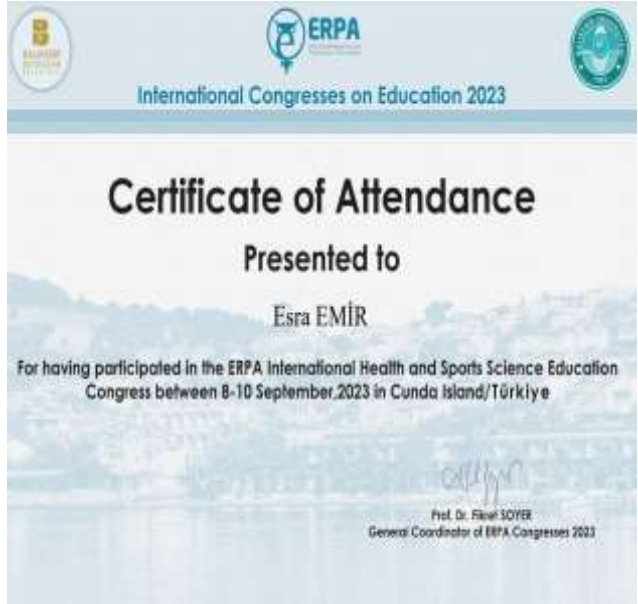 ERPA
International Congresses on Education 2023
Certificate of Attendance
Presented to
Esra EMİR
For having participated in the ERPA International Health and Sports Science Education
Congress between 8-10 September,2023 in Cunda Island/Türkiye
Prof. Dr. Fikret SOYER
General Coordinator of ERPA Congresses 2023